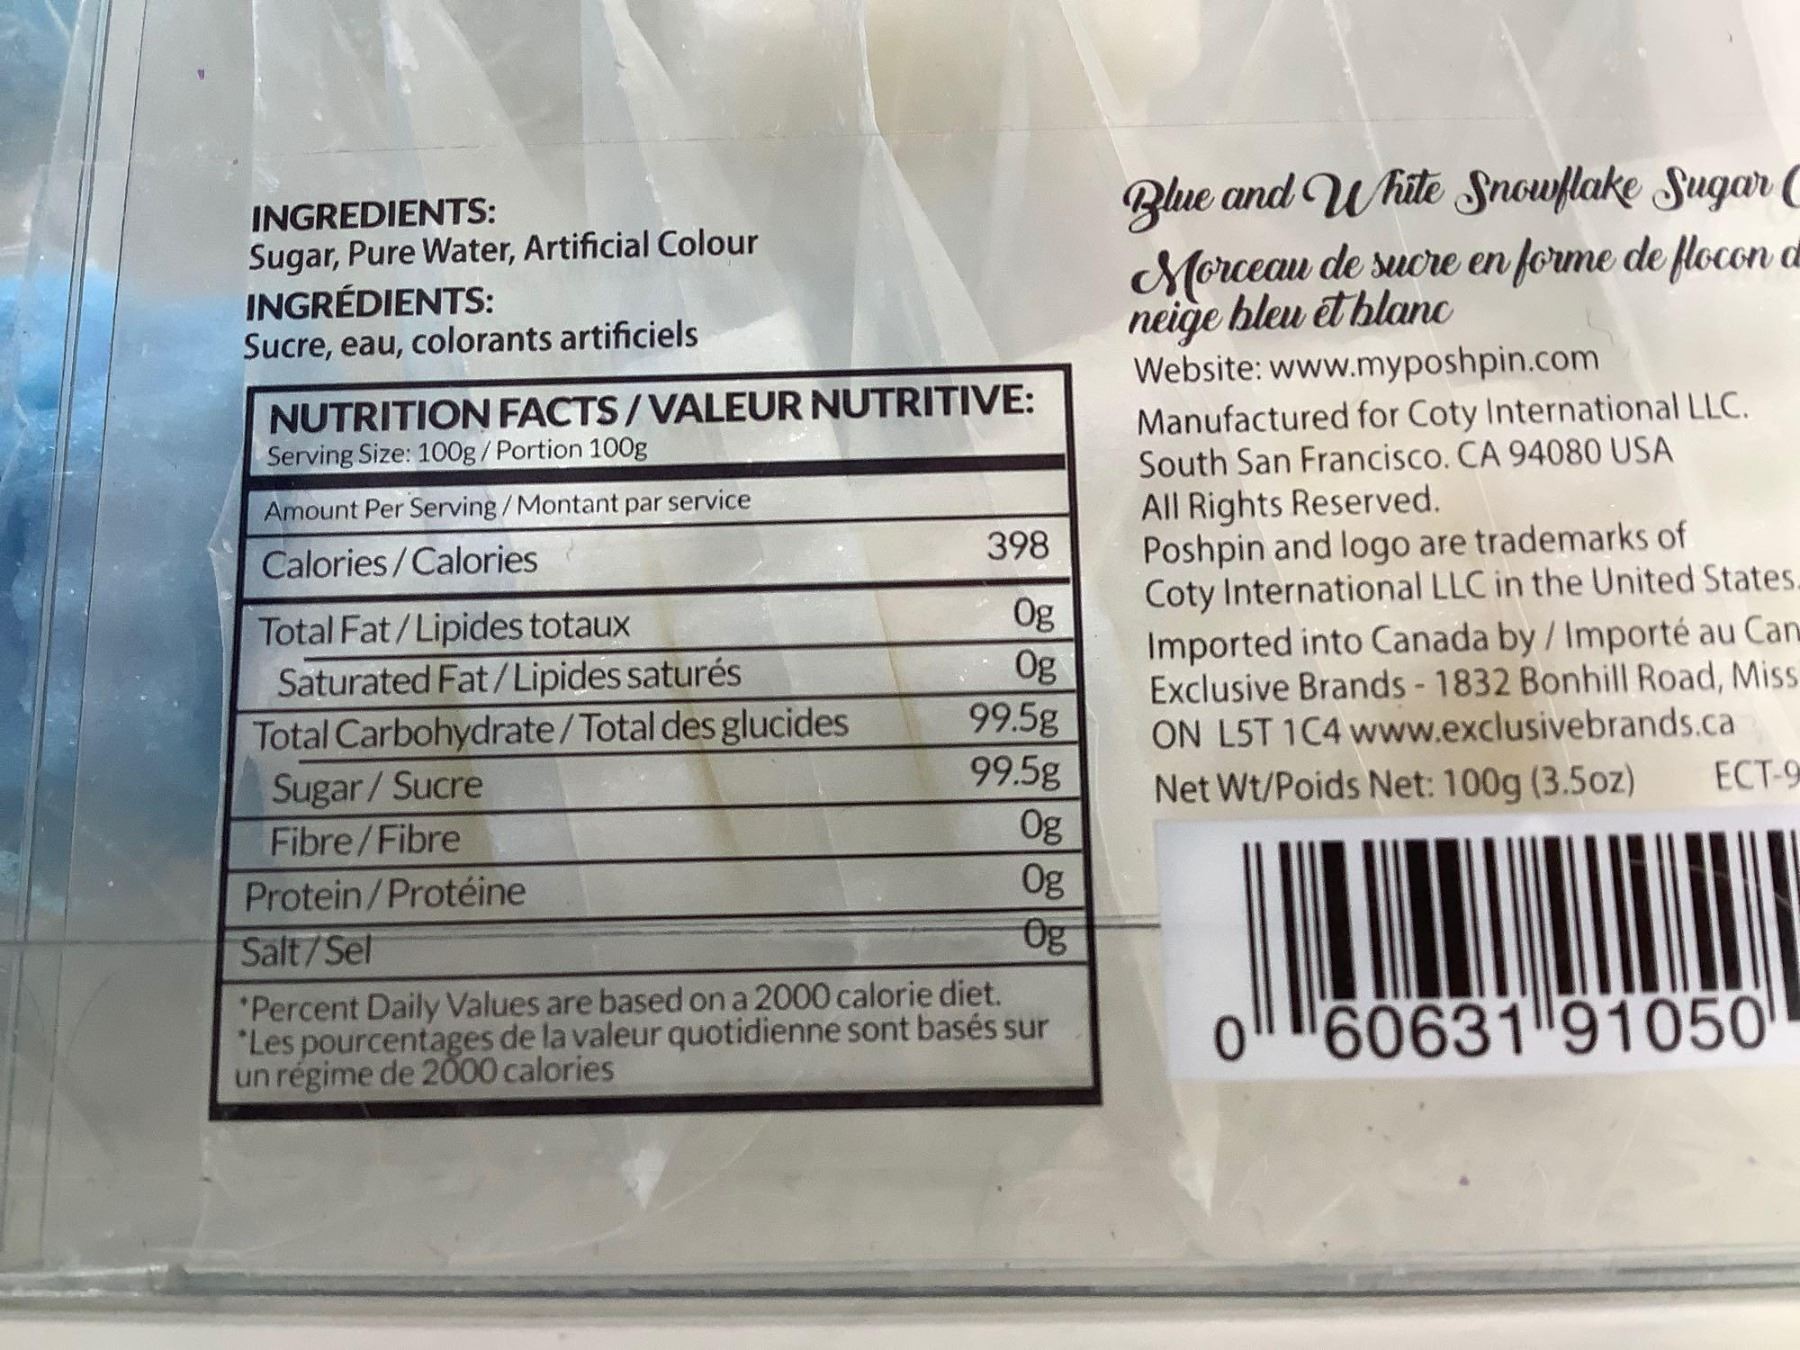 INGREDIENTS:
Sugar, Pure Water, Artificial Colour
INGRÉDIENTS:
Sucre, eau, colorants artificiels
NUTRITION FACTS / VALEUR NUTRITIVE:
Serving Size: 100g / Portion 100g
Amount Per Serving / Montant par service
Calories / Calories 398
Total Fat / Lipides totaux 0g
Saturated Fat / Lipides saturés 0g
Total Carbohydrate / Total des glucides 99.5g
Sugar / Sucre 99.5g
Fibre / Fibre 0g
Protein / Protéine 0g
Salt / Sel 0g
*Percent Daily Values are based on a 2000 calorie diet.
*Les pourcentages de la valeur quotidienne sont basés sur
un régime de 2000 calories
Blue and White Snowflake Sugar
Morceau de sucre en forme de flocon d
neige bleu et blanc
Website: www.myposhpin.com
Manufactured for Coty International LLC.
South San Francisco. CA 94080 USA
All Rights Reserved.
Poshpin and logo are trademarks of
Coty International LLC in the United States.
Imported into Canada by / Importé au Can
Exclusive Brands - 1832 Bonhill Road, Miss
ON L5T 1C4 www.exclusivebrands.ca
Net Wt/Poids Net: 100g (3.5oz) ECT-9
0 60631 91050